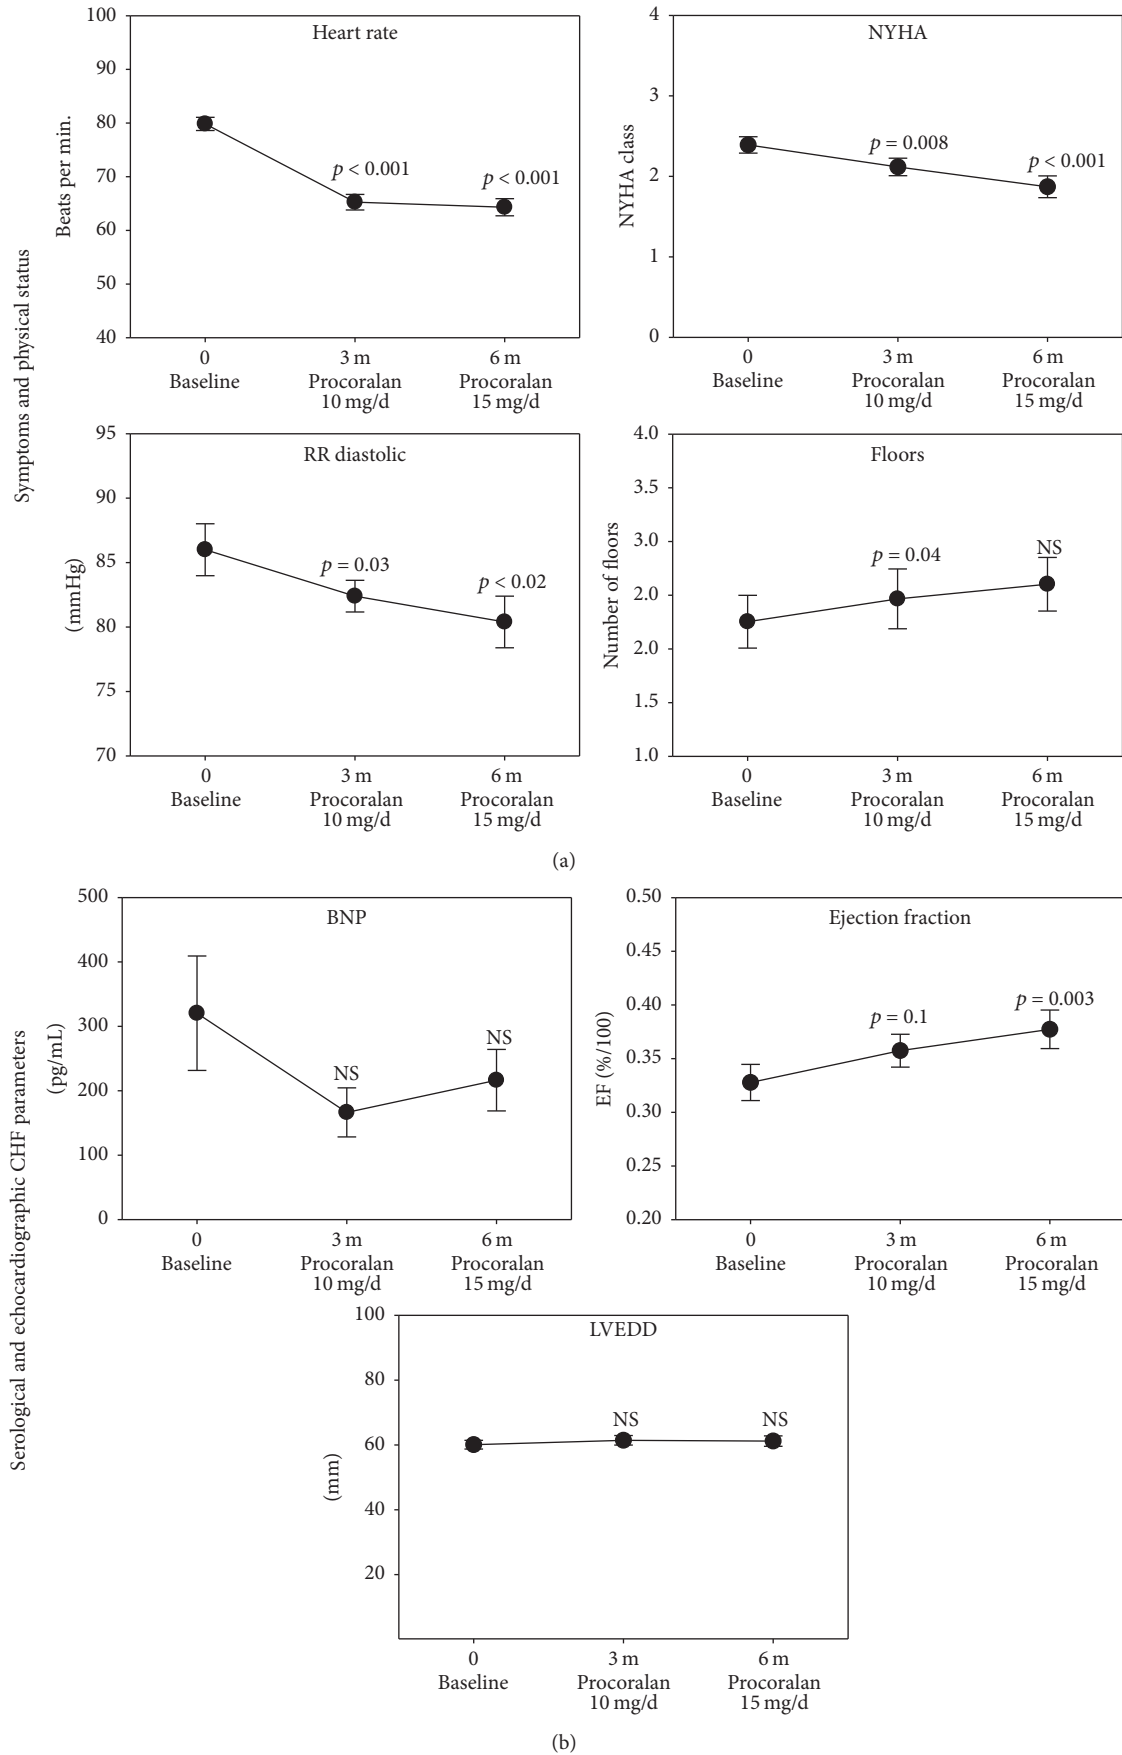 Symptoms and physical status
Heart rate
Beats per min.
100
90
80
70
60
50
40
p < 0.001
p < 0.001
0
Baseline
3 m
Procoralan
10 mg/d
6 m
Procoralan
15 mg/d
NYHA
NYHA class
4
3
2
1
0
p = 0.008
p < 0.001
0
Baseline
3 m
Procoralan
10 mg/d
6 m
Procoralan
15 mg/d
RR diastolic
(mmHg)
95
90
85
80
75
70
p = 0.03
p < 0.02
0
Baseline
3 m
Procoralan
10 mg/d
6 m
Procoralan
15 mg/d
Floors
Number of floors
4.0
3.5
3.0
2.0
2.0
1.5
1.0
p = 0.04
NS
0
Baseline
3 m
Procoralan
10 mg/d
6 m
Procoralan
15 mg/d
(a)
Serological and echocardiographic CHF parameters
BNP
(pg/mL)
500
400
300
200
100
0
NS
NS
0
Baseline
3 m
Procoralan
10 mg/d
6 m
Procoralan
15 mg/d
Ejection fraction
EF (%/100)
0.50
0.45
0.40
0.35
0.30
0.25
0.20
p = 0.1
p = 0.003
0
Baseline
3 m
Procoralan
10 mg/d
6 m
Procoralan
15 mg/d
LVEDD
(mm)
100
80
60
40
20
NS
NS
0
Baseline
3 m
Procoralan
10 mg/d
6 m
Procoralan
15 mg/d
(b)